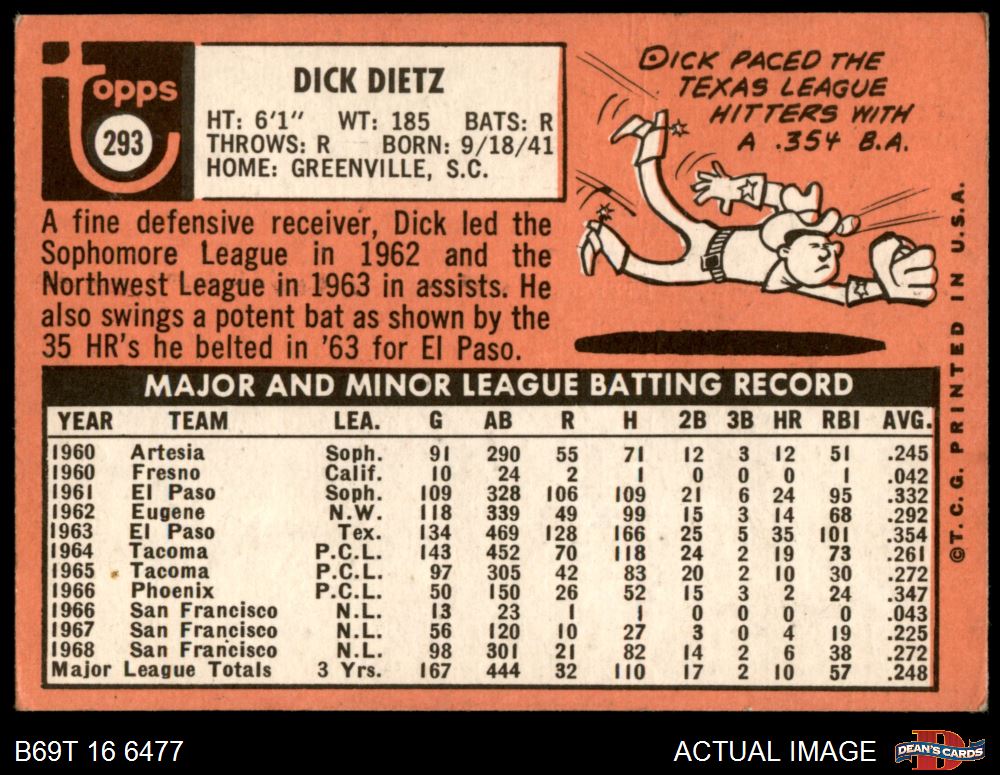 topps
293
DICK DIETZ
HT: 6'1" WT: 185 BATS: R
THROWS: R BORN: 9/18/41
HOME: GREENVILLE, S.C.
DICK PACED THE
TEXAS LEAGUE
HITTERS WITH
A .354 B.A.
A fine defensive receiver, Dick led the
Sophomore League in 1962 and the
Northwest League in 1963 in assists. He
also swings a potent bat as shown by the
35 HR's he belted in '63 for El Paso.
MAJOR AND MINOR LEAGUE BATTING RECORD
YEAR TEAM LEA. G AB R H 2B 3B HR RBI AVG.
1960 Artesia Soph. 91 290 55 71 12 3 12 51 .245
1960 Fresno Calif. 10 24 2 1 0 0 0 1 .042
1961 El Paso Soph. 109 328 106 109 21 6 24 95 .332
1962 Eugene N.W. 118 339 49 99 15 3 14 68 .292
1963 El Paso Tex. 134 469 128 166 25 5 35 101 .354
1964 Tacoma P.C.L. 143 452 70 118 24 2 19 73 .261
1965 Tacoma P.C.L. 97 305 42 83 20 2 10 30 .272
1966 Phoenix P.C.L. 50 150 26 52 15 3 2 24 .347
1966 San Francisco N.L. 13 23 1 1 0 0 0 0 .043
1967 San Francisco N.L. 56 120 10 27 3 0 4 19 .225
1968 San Francisco N.L. 98 301 21 82 14 2 6 38 .272
Major League Totals 3 Yrs. 167 444 32 110 17 2 10 57 .248
©T.C.G. PRINTED IN U.S.A.
B69T 16 6477
ACTUAL IMAGE
D
DEAN'S CARDS